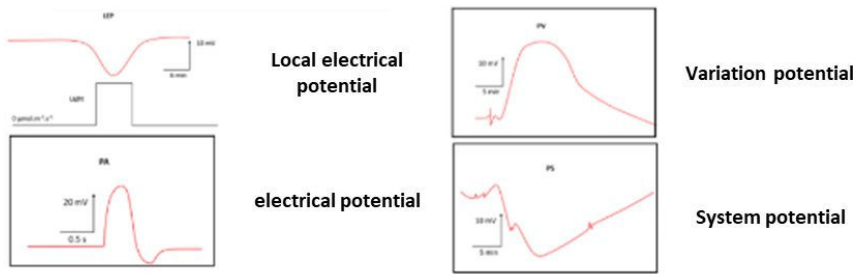 LEP
10 mV
6 min
Light
0 µmol.m⁻².s⁻¹
Local electrical
potential
PV
10 mV
5 min
Variation potential
PA
20 mV
0.5 s
electrical potential
PS
10 mV
5 min
System potential